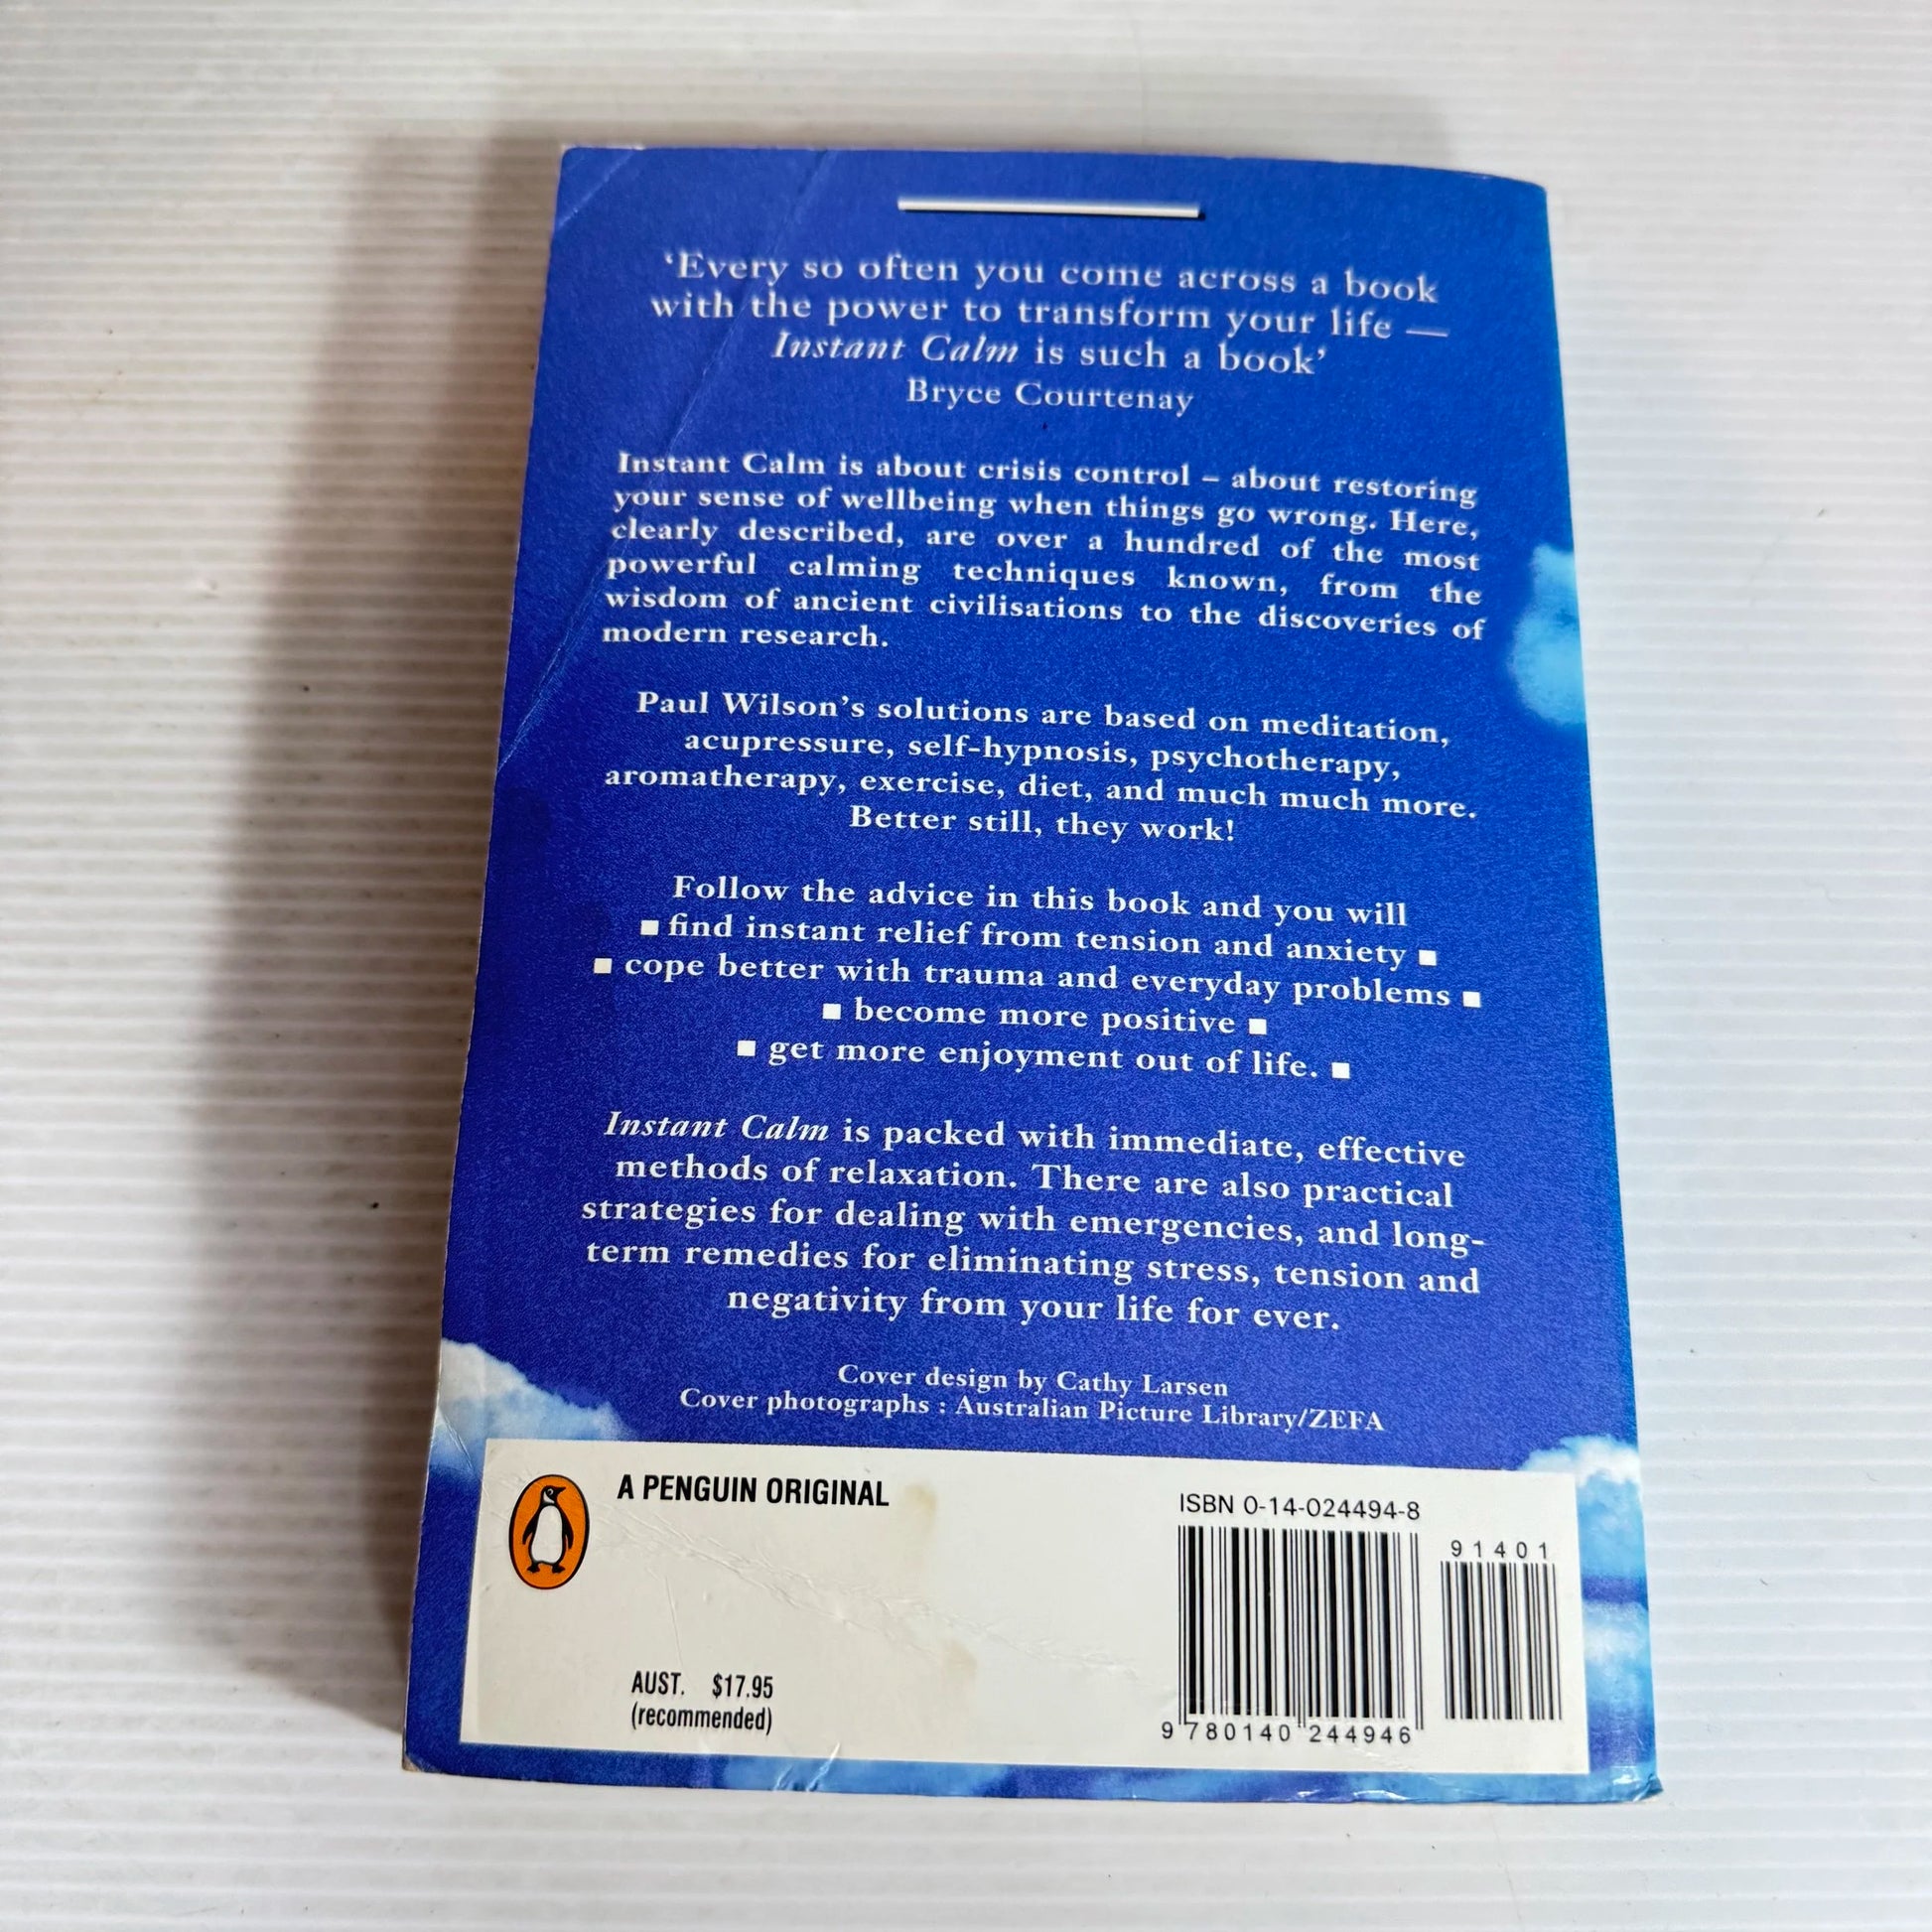 ‘Every so often you come across a book
with the power to transform your life —
Instant Calm is such a book’
Bryce Courtenay
Instant Calm is about crisis control – about restoring
your sense of wellbeing when things go wrong. Here,
clearly described, are over a hundred of the most
powerful calming techniques known, from the
wisdom of ancient civilisations to the discoveries of
modern research.
Paul Wilson’s solutions are based on meditation,
acupressure, self-hypnosis, psychotherapy,
aromatherapy, exercise, diet, and much much more.
Better still, they work!
Follow the advice in this book and you will
■ find instant relief from tension and anxiety ■
■ cope better with trauma and everyday problems ■
■ become more positive ■
■ get more enjoyment out of life. ■
Instant Calm is packed with immediate, effective
methods of relaxation. There are also practical
strategies for dealing with emergencies, and long-
term remedies for eliminating stress, tension and
negativity from your life for ever.
Cover design by Cathy Larsen
Cover photographs : Australian Picture Library/ZEFA
A PENGUIN ORIGINAL
AUST. $17.95
(recommended)
ISBN 0-14-024494-8
91401
9 780140 244946